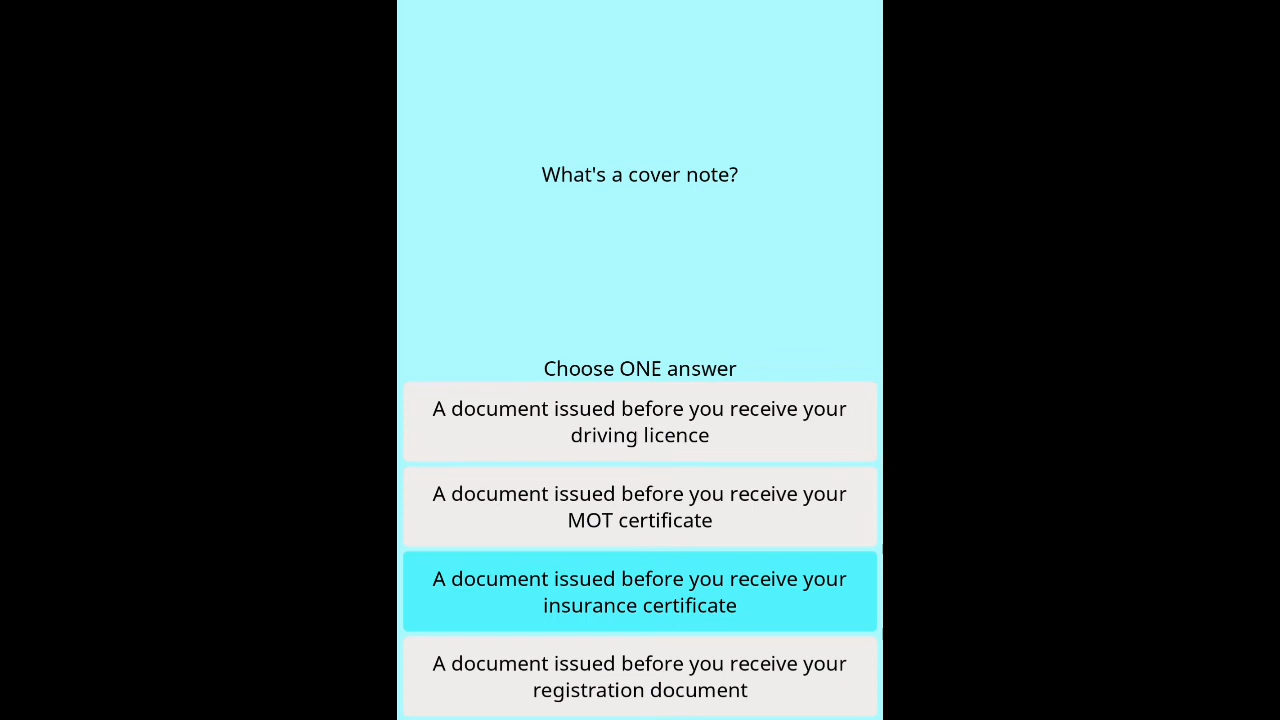 What's a cover note?
Choose ONE answer
A document issued before you receive your
driving licence
A document issued before you receive your
MOT certificate
A document issued before you receive your
insurance certificate
A document issued before you receive your
registration document